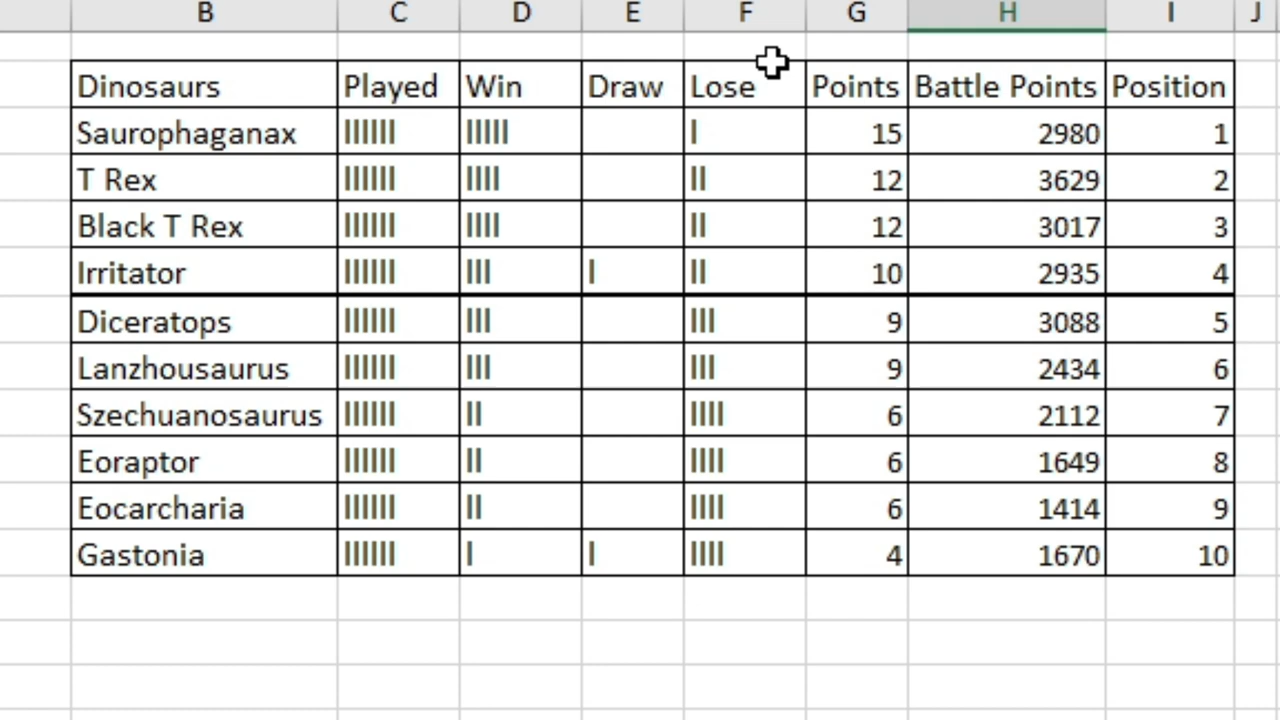 B C D E F G H I J
Dinosaurs Played Win Draw Lose Points Battle Points Position
Saurophaganax IIIIII IIIII I 15 2980 1
T Rex IIIIII IIII II 12 3629 2
Black T Rex IIIIII IIII II 12 3017 3
Irritator IIIIII III I II 10 2935 4
Diceratops IIIIII III III 9 3088 5
Lanzhousaurus IIIIII III III 9 2434 6
Szechuanosaurus IIIIII II IIII 6 2112 7
Eoraptor IIIIII II IIII 6 1649 8
Eocarcharia IIIIII II IIII 6 1414 9
Gastonia IIIIII I I IIII 4 1670 10